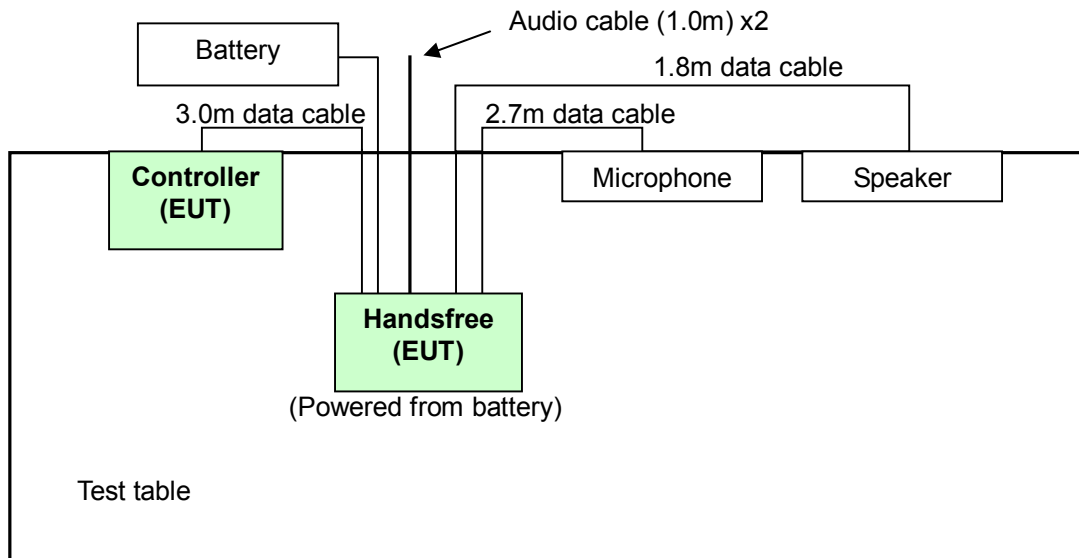 Audio cable (1.0m) x2
Battery
1.8m data cable
3.0m data cable
2.7m data cable
Controller
(EUT)
Microphone
Speaker
Handsfree
(EUT)
(Powered from battery)
Test table